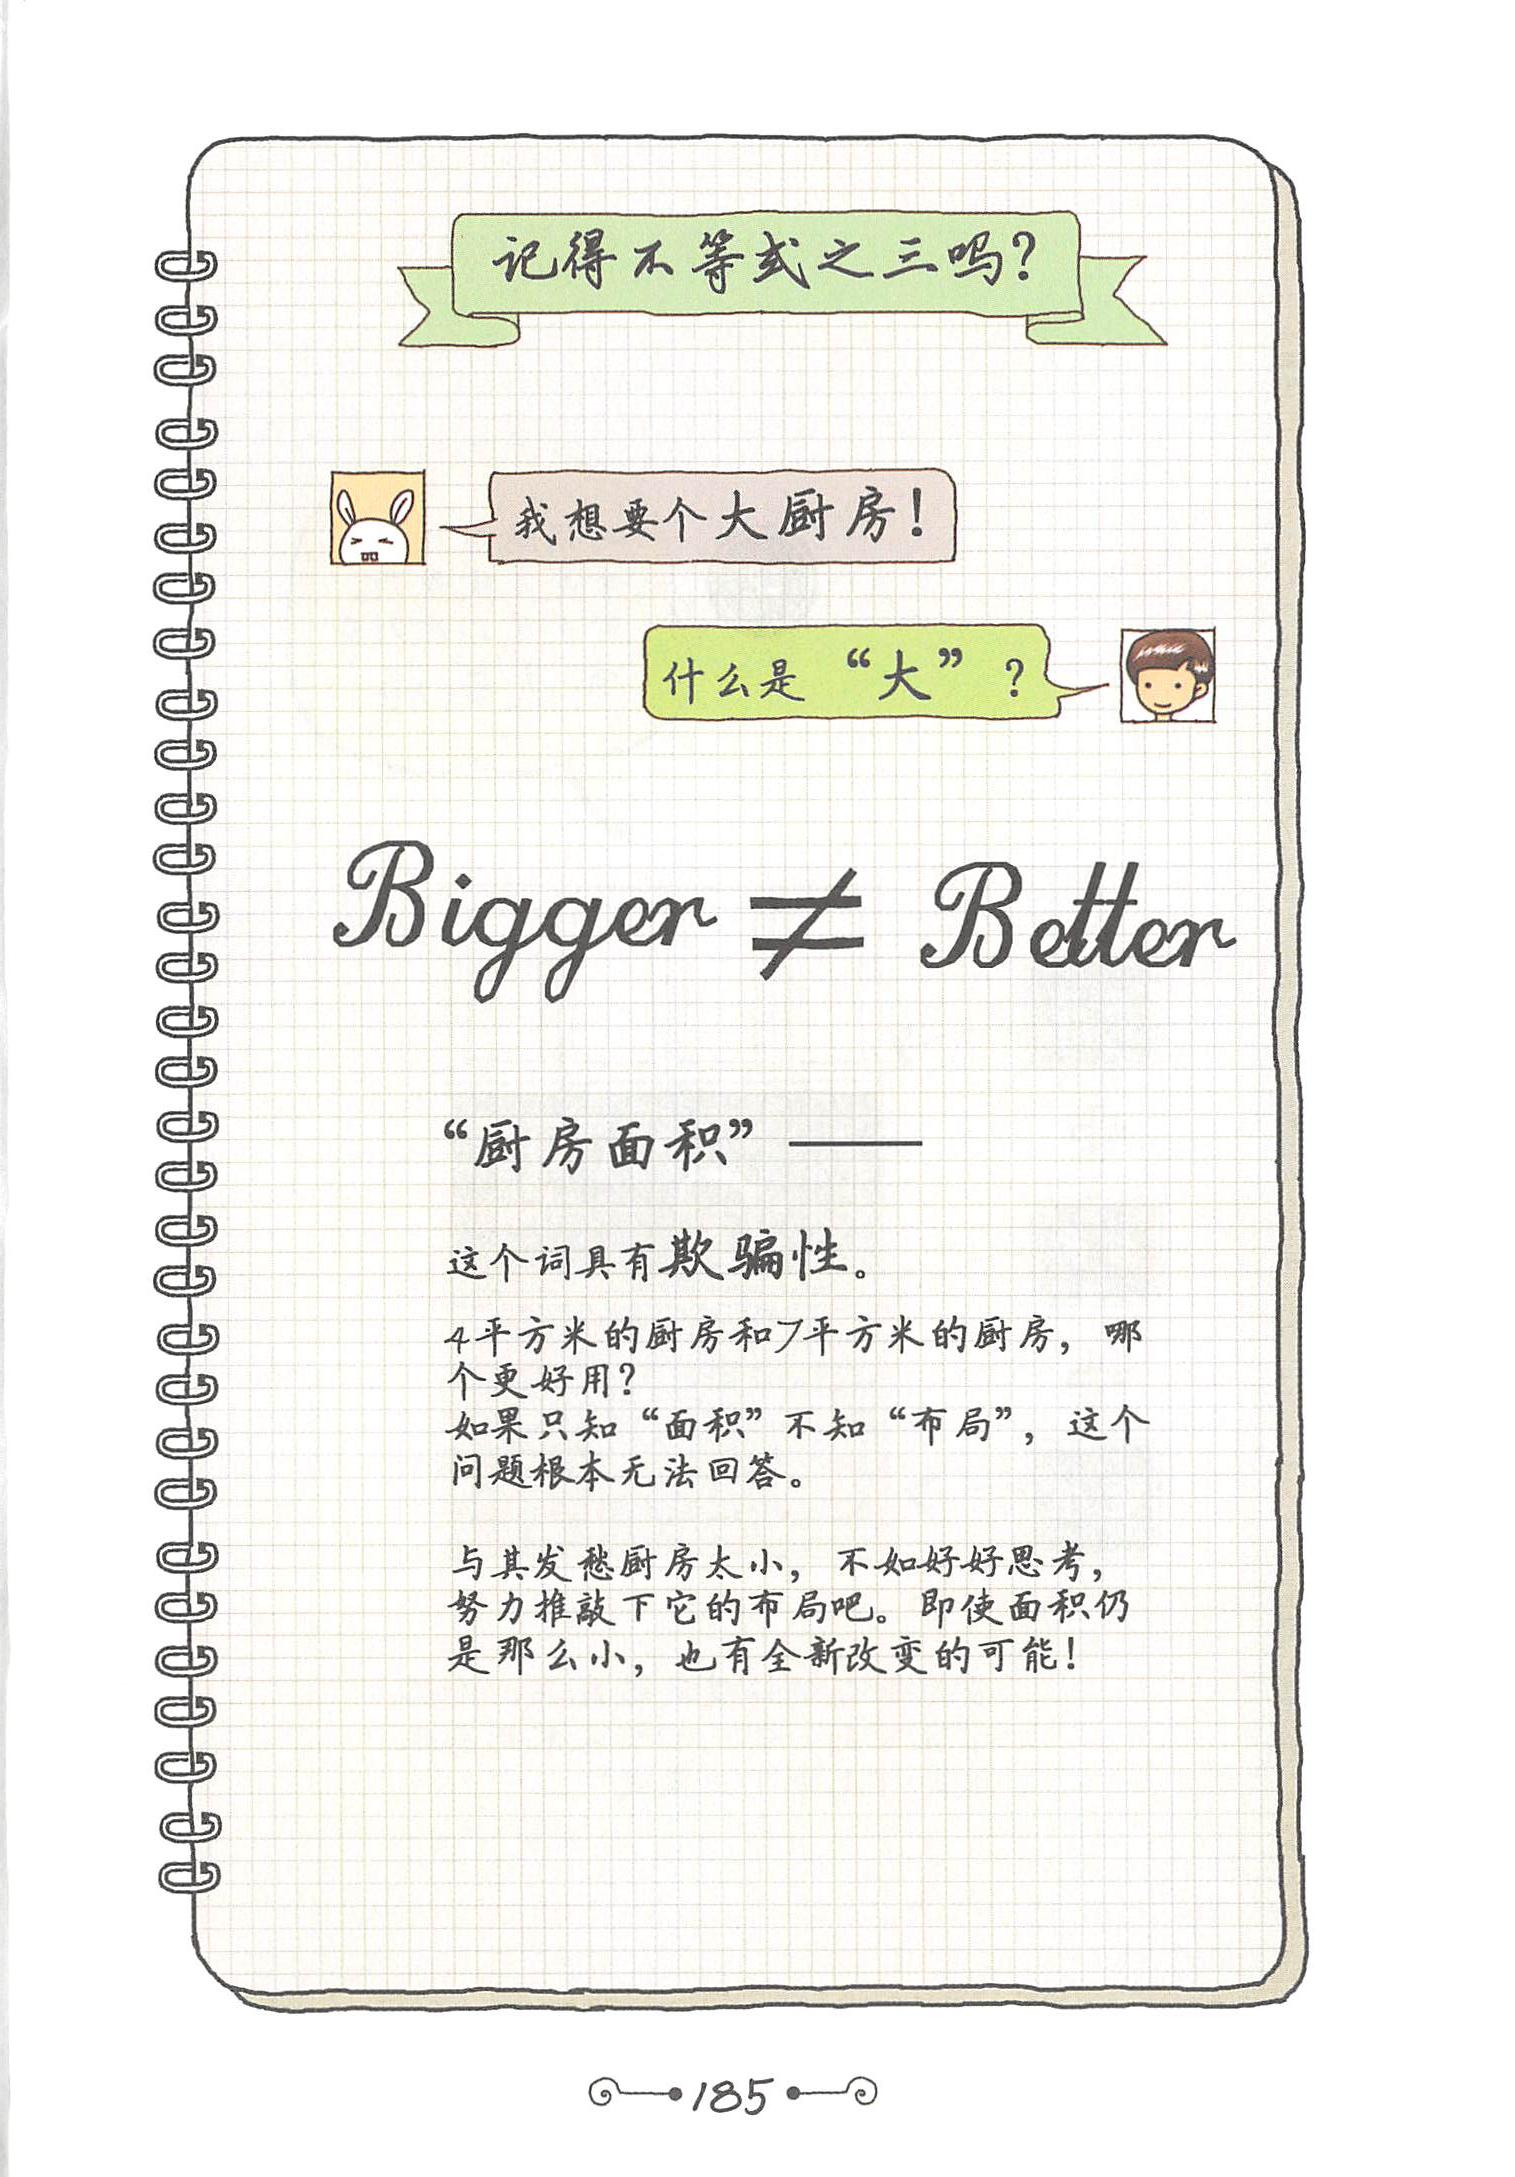 记得不等式之三吗?
我想要个大厨房!
什么是“大”?
Bigger ≠ Better
“厨房面积”——
这个词具有欺骗性。
4平方米的厨房和7平方米的厨房，哪
个更好用?
如果只知“面积”不知“布局”，这个
问题根本无法回答。
与其发愁厨房太小，不如好好思考，
努力推敲下它的布局吧。即使面积仍
是那么小，也有全新改变的可能!
185